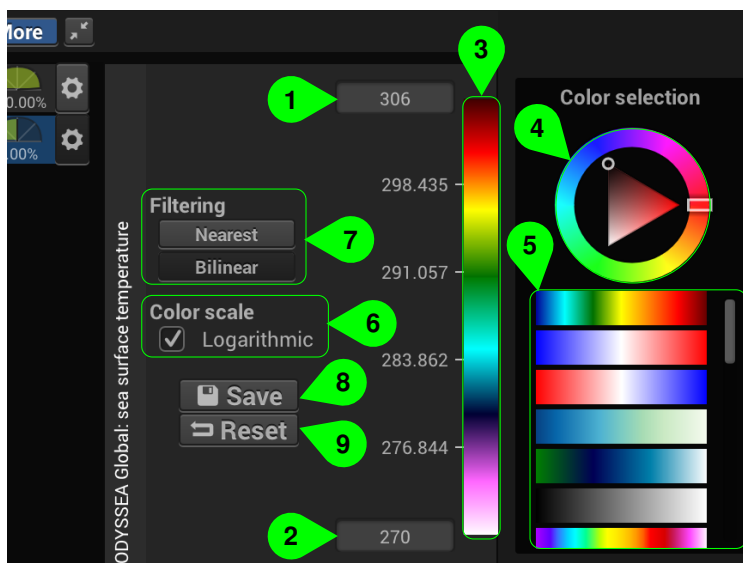 More
0.00%
.00%
ODYSSEA Global: sea surface temperature
1
306
3
Color selection
4
298.435
Filtering
Nearest
Bilinear
7
5
291.057
Color scale
Logarithmic
6
283.862
Save
8
Reset
9
276.844
2
270